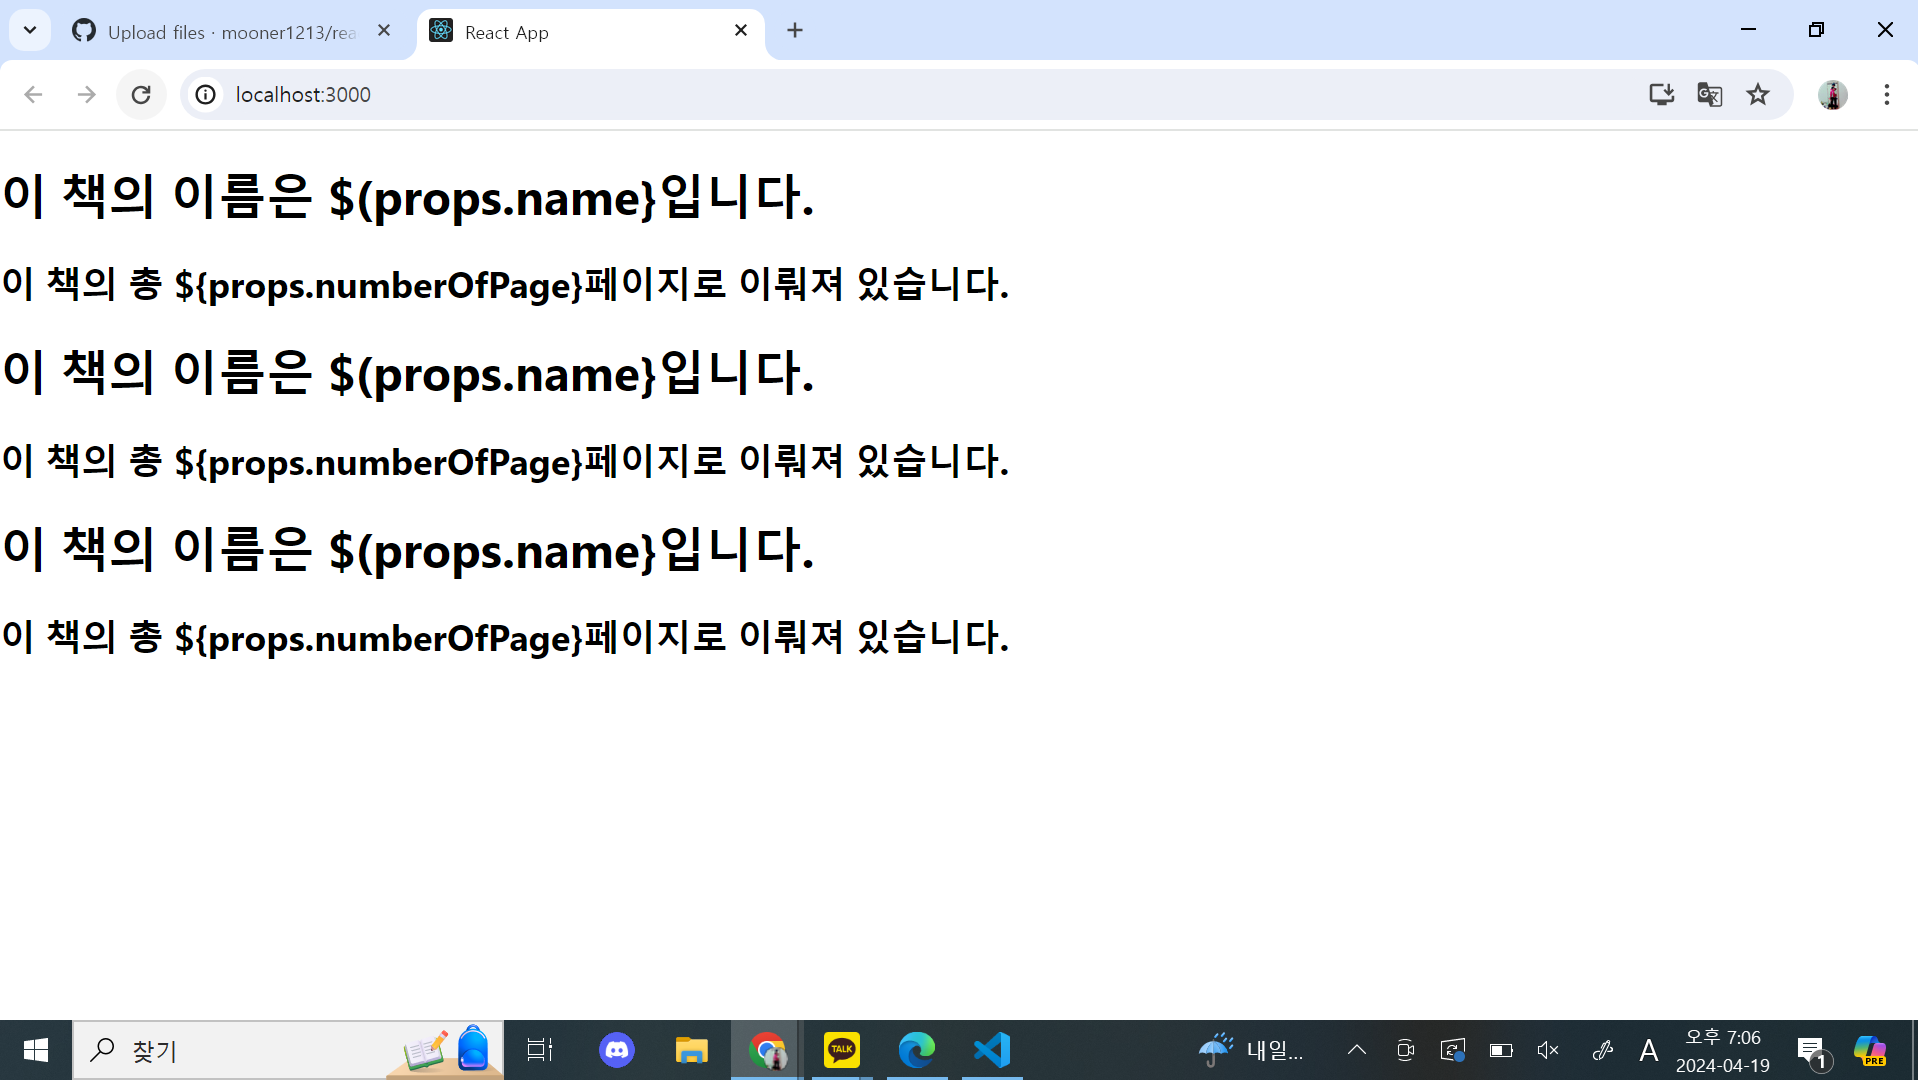 Upload files · mooner1213/rea
React App
localhost:3000
이 책의 이름은 $(props.name}입니다.
이 책의 총 ${props.numberOfPage}페이지로 이뤄져 있습니다.
이 책의 이름은 $(props.name}입니다.
이 책의 총 ${props.numberOfPage}페이지로 이뤄져 있습니다.
이 책의 이름은 $(props.name}입니다.
이 책의 총 ${props.numberOfPage}페이지로 이뤄져 있습니다.
찾기
TALK
내일...
A
오후 7:06
2024-04-19
1
PRE